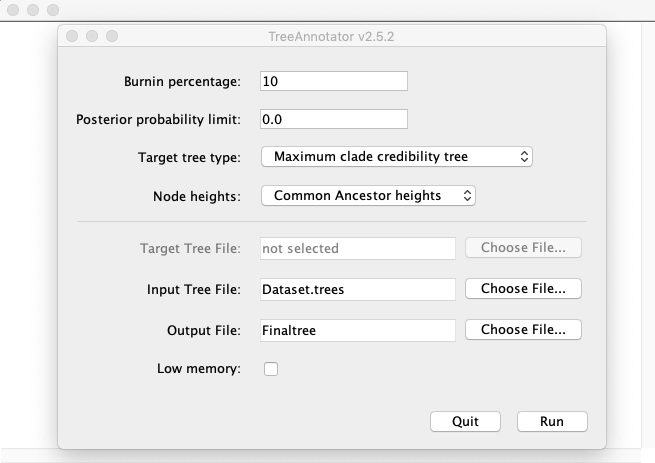 TreeAnnotator v2.5.2
Burnin percentage: 10
Posterior probability limit: 0.0
Target tree type: Maximum clade credibility tree
Node heights: Common Ancestor heights
Target Tree File: not selected Choose File...
Input Tree File: Dataset.trees Choose File...
Output File: Finaltree Choose File...
Low memory:
Quit Run